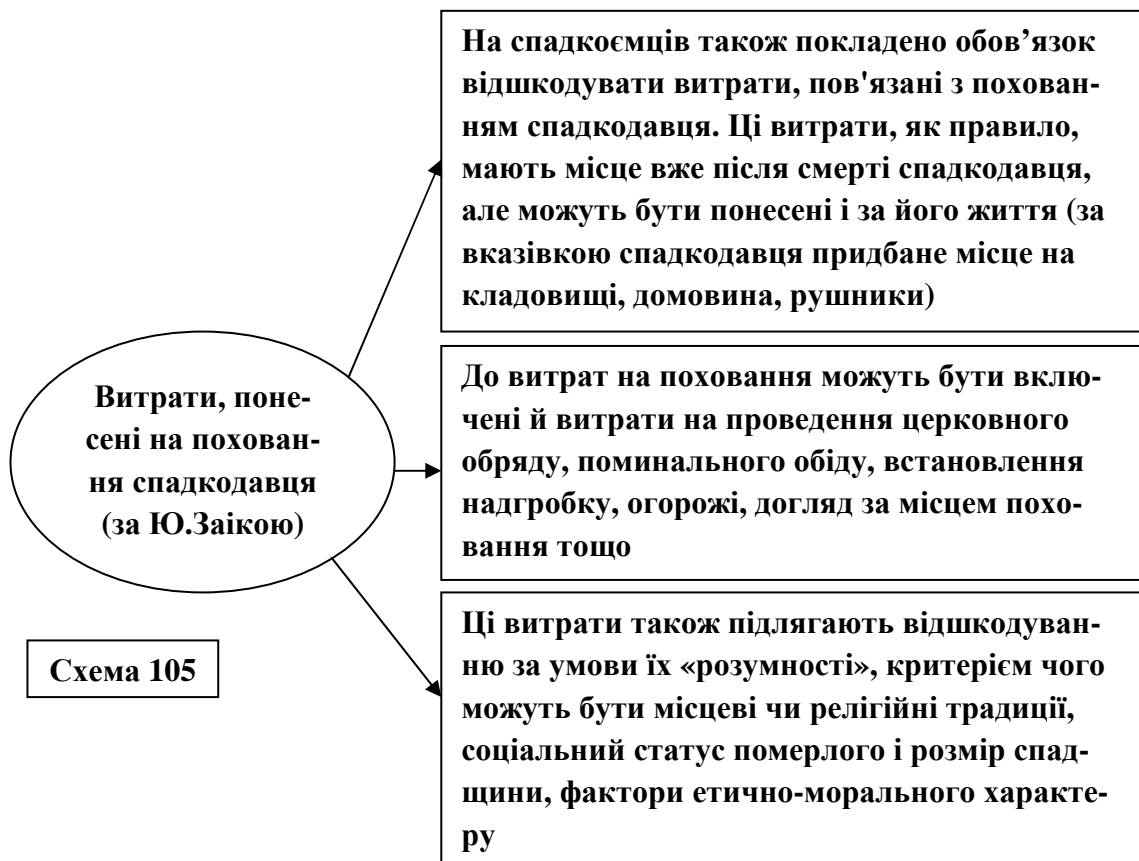 На спадкоємців також покладено обов’язок
відшкодувати витрати, пов'язані з похован-
ням спадкодавця. Ці витрати, як правило,
мають місце вже після смерті спадкодавця,
але можуть бути понесені і за його життя (за
вказівкою спадкодавця придбане місце на
кладовищі, домовина, рушники)
Витрати, поне-
сені на похован-
ня спадкодавця
(за Ю.Заікою)
До витрат на поховання можуть бути вклю-
чені й витрати на проведення церковного
обряду, поминального обіду, встановлення
надгробку, огорожі, догляд за місцем похо-
вання тощо
Ці витрати також підлягають відшкодуван-
ню за умови їх «розумності», критерієм чого
можуть бути місцеві чи релігійні традиції,
соціальний статус померлого і розмір спад-
щини, фактори етично-морального характе-
ру
Схема 105